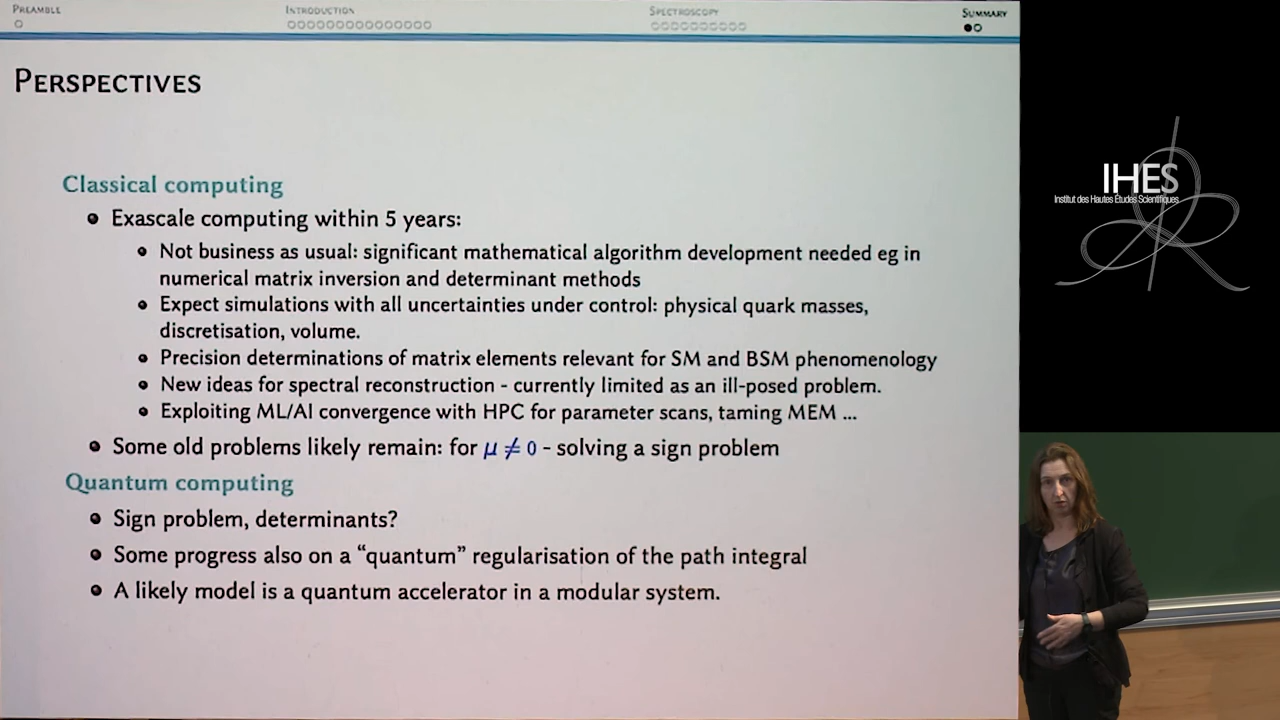 Preamble
Introduction
Spectroscopy
Summary
Perspectives
Classical computing
Exascale computing within 5 years:
Not business as usual: significant mathematical algorithm development needed eg in
numerical matrix inversion and determinant methods
Expect simulations with all uncertainties under control: physical quark masses,
discretisation, volume.
Precision determinations of matrix elements relevant for SM and BSM phenomenology
New ideas for spectral reconstruction - currently limited as an ill-posed problem.
Exploiting ML/AI convergence with HPC for parameter scans, taming MEM ...
Some old problems likely remain: for μ ≠ 0 - solving a sign problem
Quantum computing
Sign problem, determinants?
Some progress also on a “quantum” regularisation of the path integral
A likely model is a quantum accelerator in a modular system.
IHES
Institut des Hautes Études Scientifiques